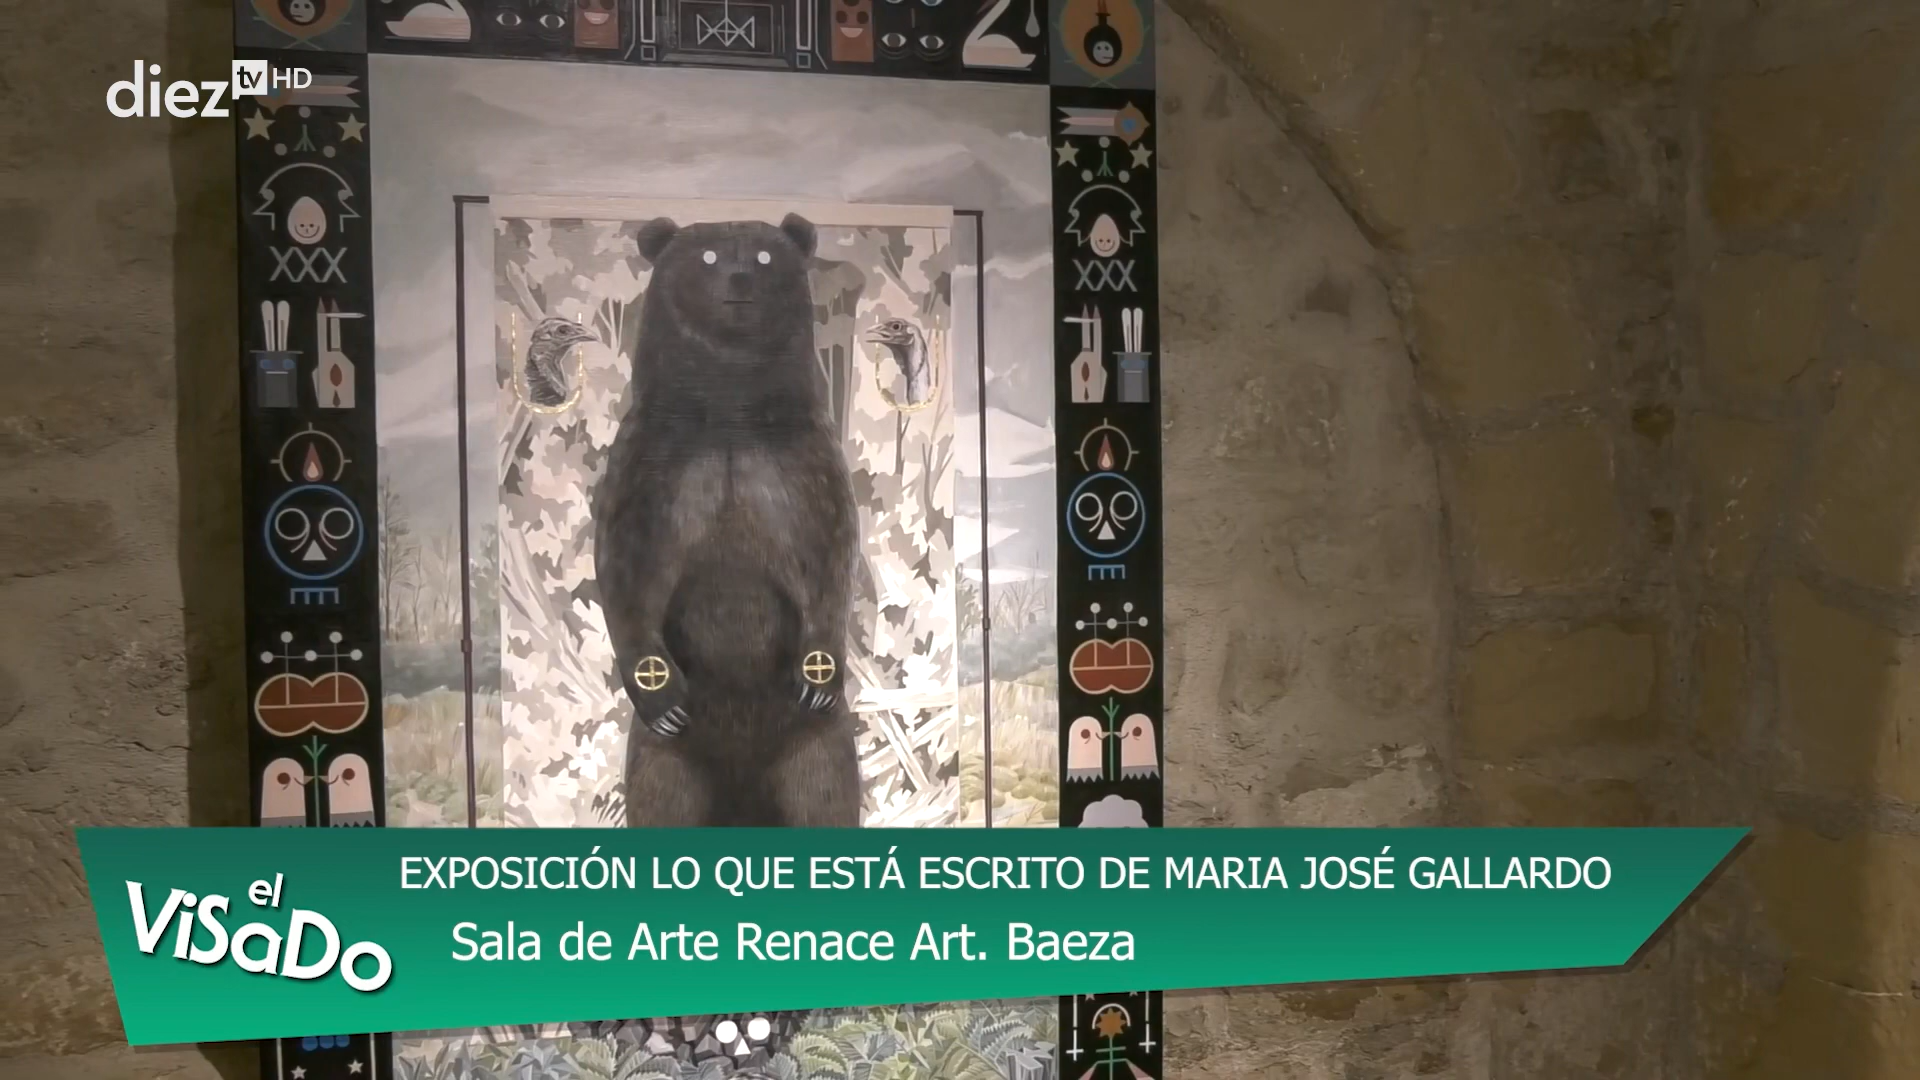 diez tv HD
EXPOSICIÓN LO QUE ESTÁ ESCRITO DE MARIA JOSÉ GALLARDO
el ViSaDo
Sala de Arte Renace Art. Baeza